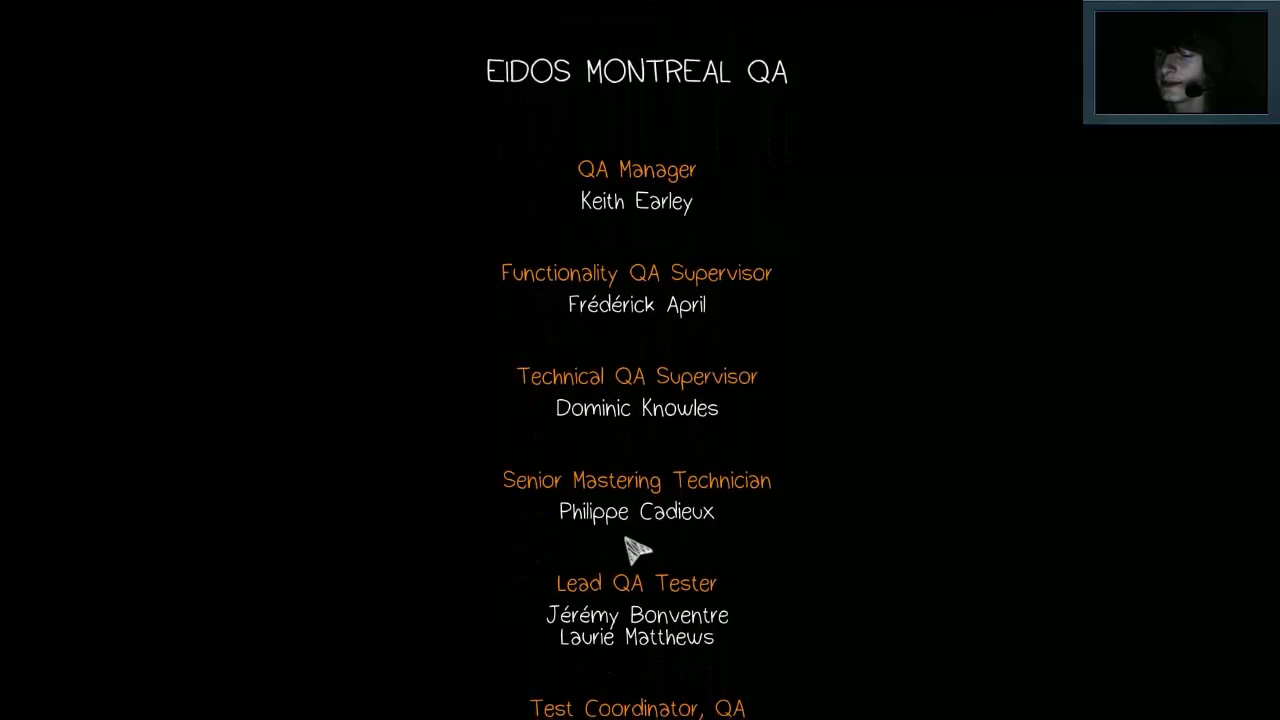 EIDOS MONTREAL QA
QA Manager
Keith Earley
Functionality QA Supervisor
Frédérick April
Technical QA Supervisor
Dominic Knowles
Senior Mastering Technician
Philippe Cadieux
Lead QA Tester
Jérémy Bonventre
Laurie Matthews
Test Coordinator, QA